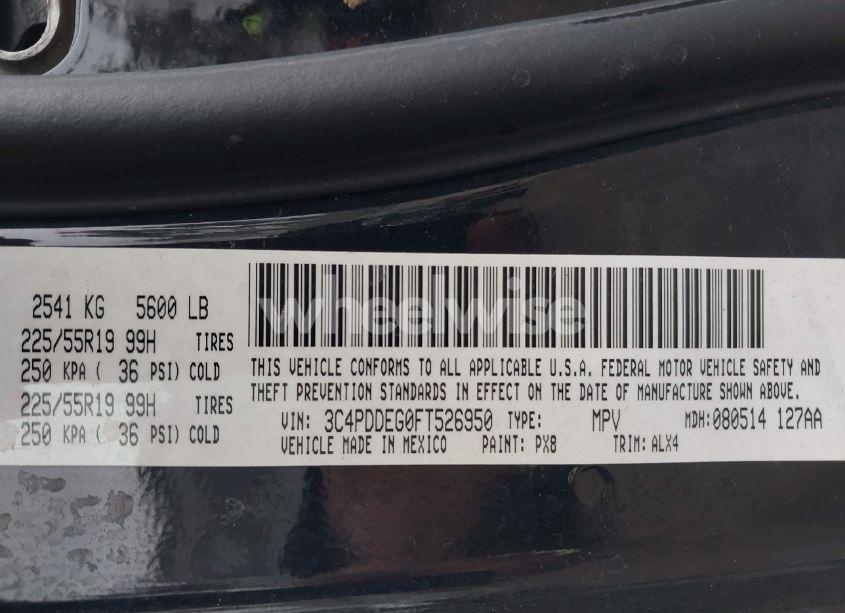 2541 KG 5600 LB
225/55R19 99H TIRES
250 KPA ( 36 PSI) COLD
225/55R19 99H TIRES
250 KPA ( 36 PSI) COLD
wheelwise
THIS VEHICLE CONFORMS TO ALL APPLICABLE U.S.A. FEDERAL MOTOR VEHICLE SAFETY AND
THEFT PREVENTION STANDARDS IN EFFECT ON THE DATE OF MANUFACTURE SHOWN ABOVE.
VIN: 3C4PDDEG0FT526950 TYPE: MPV MDH:080514 127AA
VEHICLE MADE IN MEXICO PAINT: PX8 TRIM: ALX4